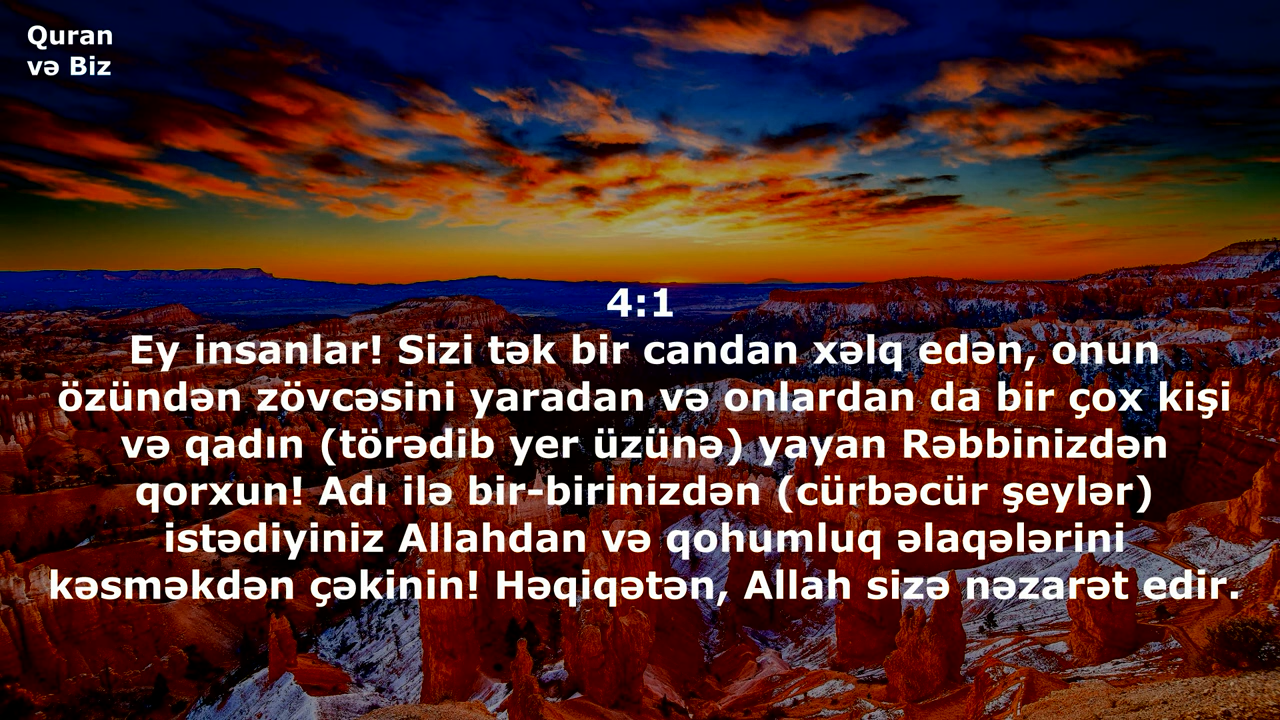 Quran
və Biz
4:1
Ey insanlar! Sizi tək bir candan xəlq edən, onun
özündən zövcəsini yaradan və onlardan da bir çox kişi
və qadın (törədib yer üzünə) yayan Rəbbinizdən
qorxun! Adı ilə bir-birinizdən (cürbəcür şeylər)
istədiyiniz Allahdan və qohumluq əlaqələrini
kəsməkdən çəkinin! Həqiqətən, Allah sizə nəzarət edir.